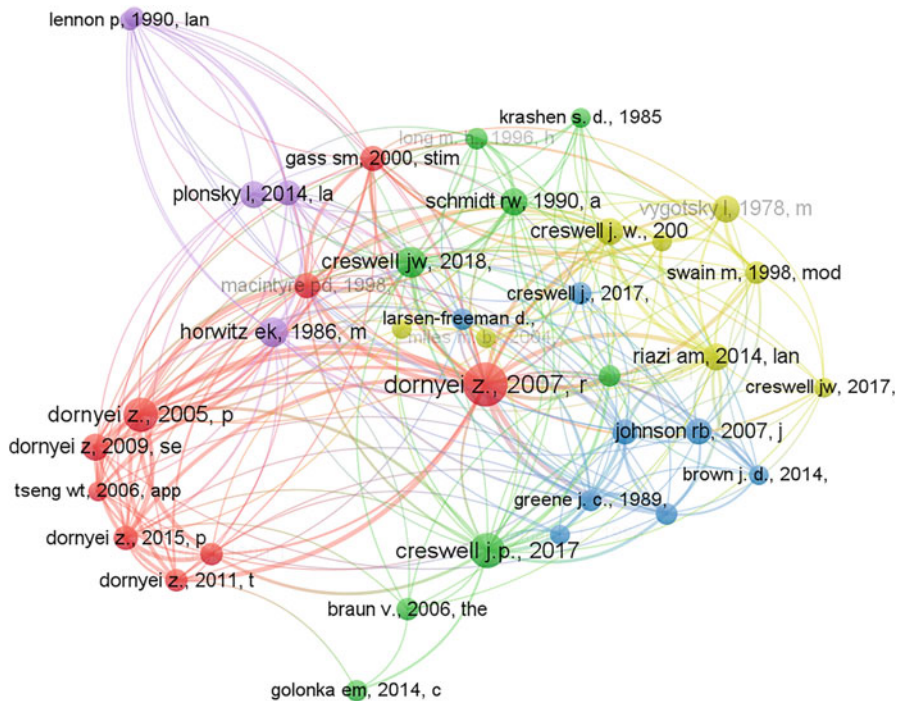 lennon p, 1990, lan
krashen s. d., 1985
long m. h., 1996, h
gass sm, 2000, stim
plonsky l, 2014, la
schmidt rw, 1990, a
vygotsky l, 1978, m
creswell j. w., 200
creswell jw, 2018,
swain m, 1998, mod
macintyre pd, 1998
creswell j., 2017,
larsen-freeman d.,
horwitz ek, 1986, m
miles m. b., 2004
riazi am, 2014, lan
dornyei z., 2007, r
creswell jw, 2017,
dornyei z., 2005, p
johnson rb, 2007, j
dornyei z, 2009, se
brown j. d., 2014,
tseng wt, 2006, app
greene j. c., 1989,
dornyei z., 2015, p
creswell j.p., 2017
dornyei z., 2011, t
braun v., 2006, the
golonka em, 2014, c